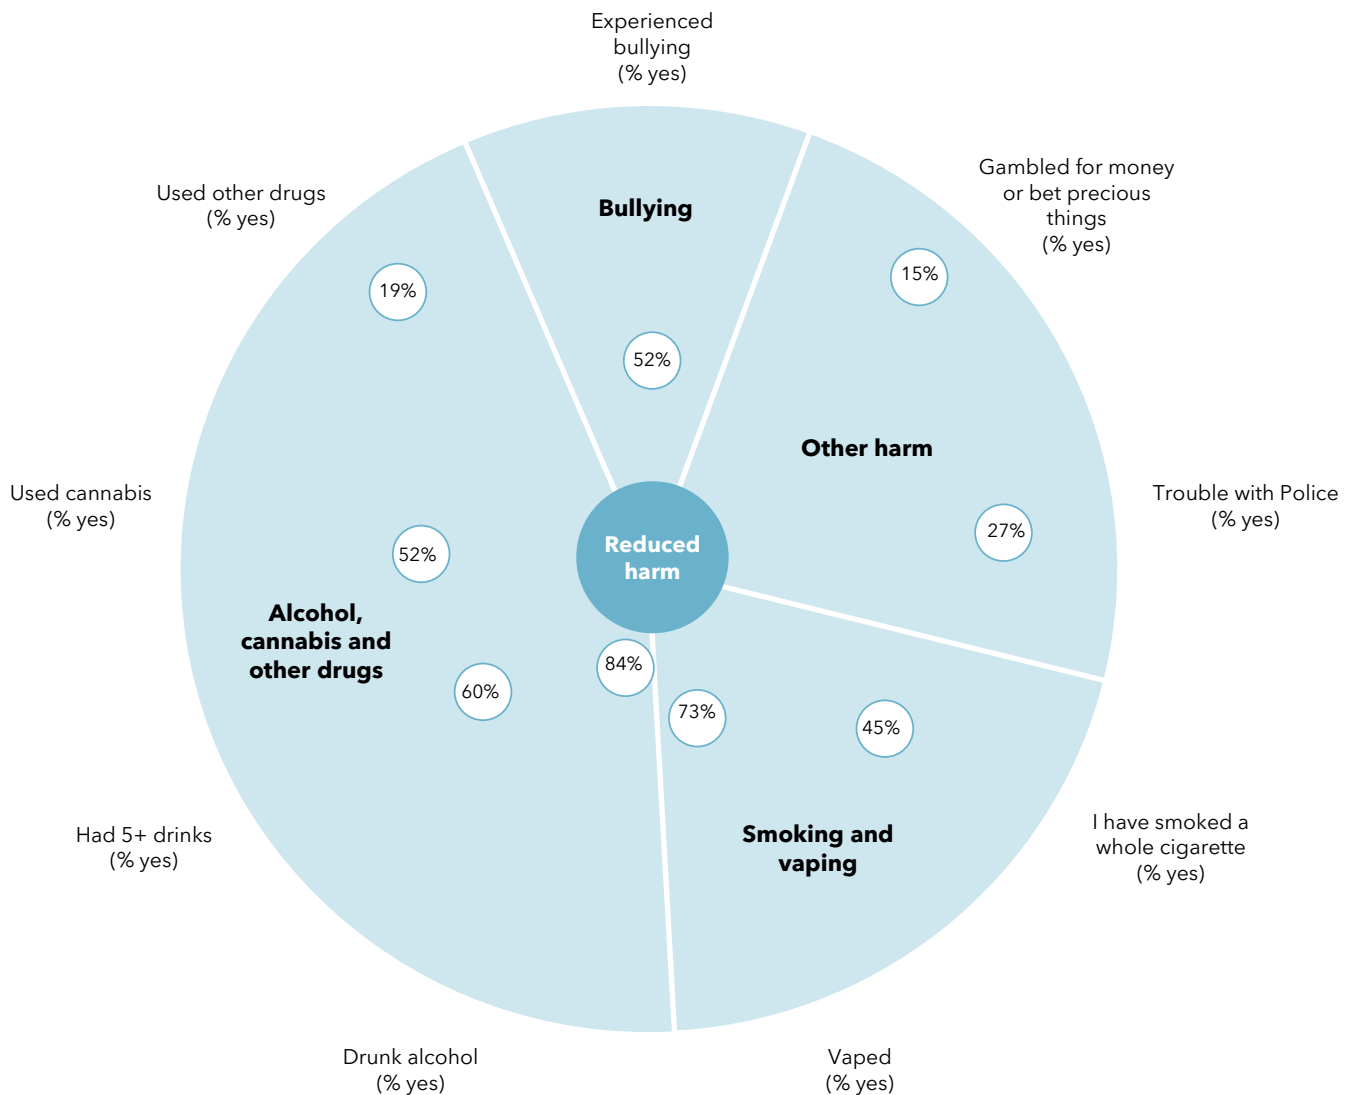 Experienced
bullying
(% yes)
Gambled for money
or bet precious
things
(% yes)
Used other drugs
(% yes)
Bullying
15%
19%
52%
Other harm
Used cannabis
(% yes)
Trouble with Police
(% yes)
27%
52%
Reduced
harm
Alcohol,
cannabis and
other drugs
84%
60%
73%
45%
Smoking and
vaping
Had 5+ drinks
(% yes)
I have smoked a
whole cigarette
(% yes)
Drunk alcohol
(% yes)
Vaped
(% yes)